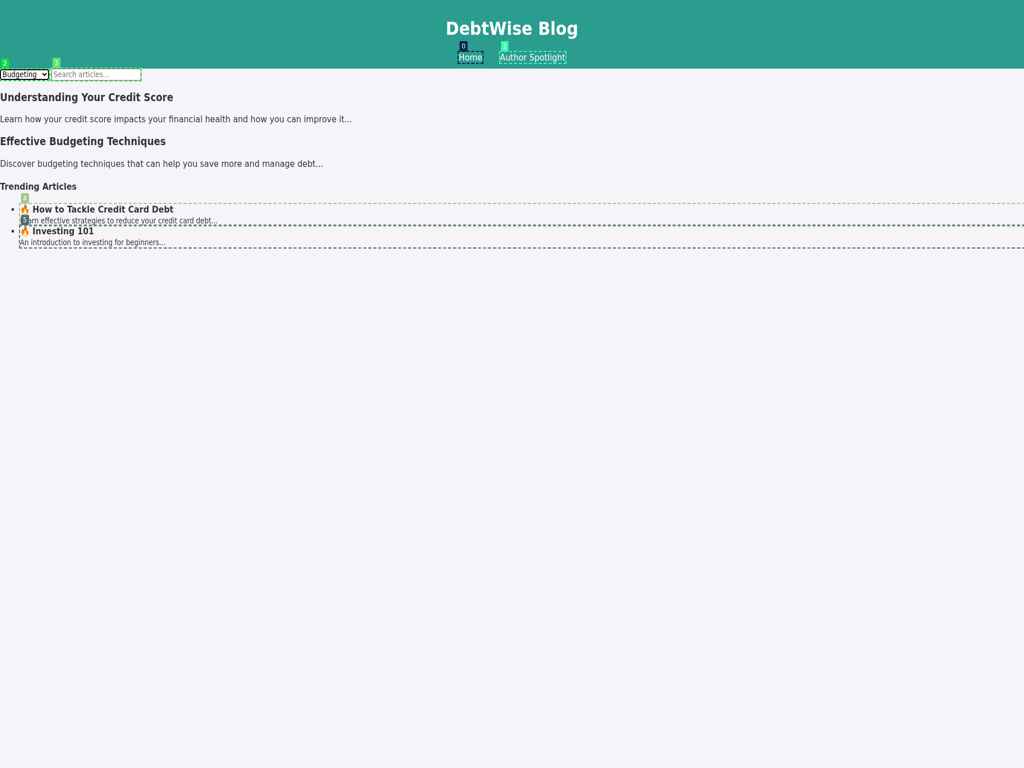 DebtWise Blog
0
1
Home
Author Spotlight
2
3
Budgeting
Search articles...
Understanding Your Credit Score
Learn how your credit score impacts your financial health and how you can improve it...
Effective Budgeting Techniques
Discover budgeting techniques that can help you save more and manage debt...
Trending Articles
4
🔥 How to Tackle Credit Card Debt
5
arn effective strategies to reduce your credit card debt...
🔥 Investing 101
An introduction to investing for beginners...